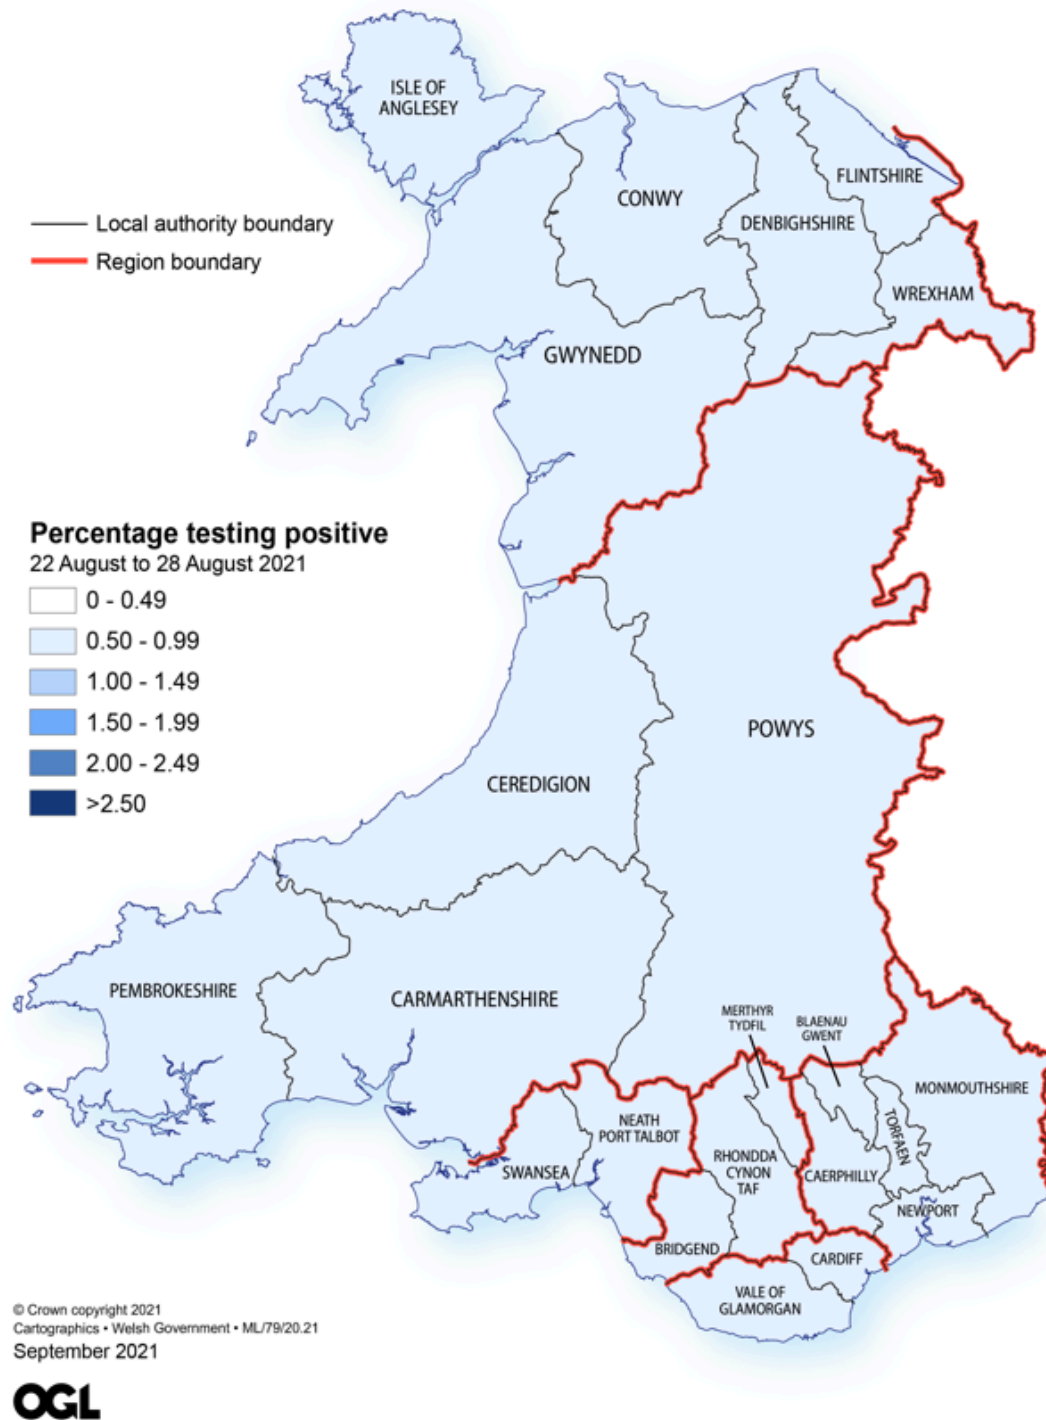 ISLE OF
ANGLESEY
FLINTSHIRE
CONWY
DENBIGHSHIRE
Local authority boundary
Region boundary
WREXHAM
GWYNEDD
Percentage testing positive
22 August to 28 August 2021
0 - 0.49
0.50 - 0.99
1.00 - 1.49
1.50 - 1.99
2.00 - 2.49
>2.50
POWYS
CEREDIGION
PEMBROKESHIRE
CARMARTHENSHIRE
MERTHYR
TYDFIL
BLAENAU
GWENT
MONMOUTHSHIRE
NEATH
PORT TALBOT
TORFAEN
SWANSEA
RHONDDA
CYNON
TAF
CAERPHILLY
NEWPORT
BRIDGEND
CARDIFF
VALE OF
GLAMORGAN
© Crown copyright 2021
Cartographics • Welsh Government • ML/79/20.21
September 2021
OGL